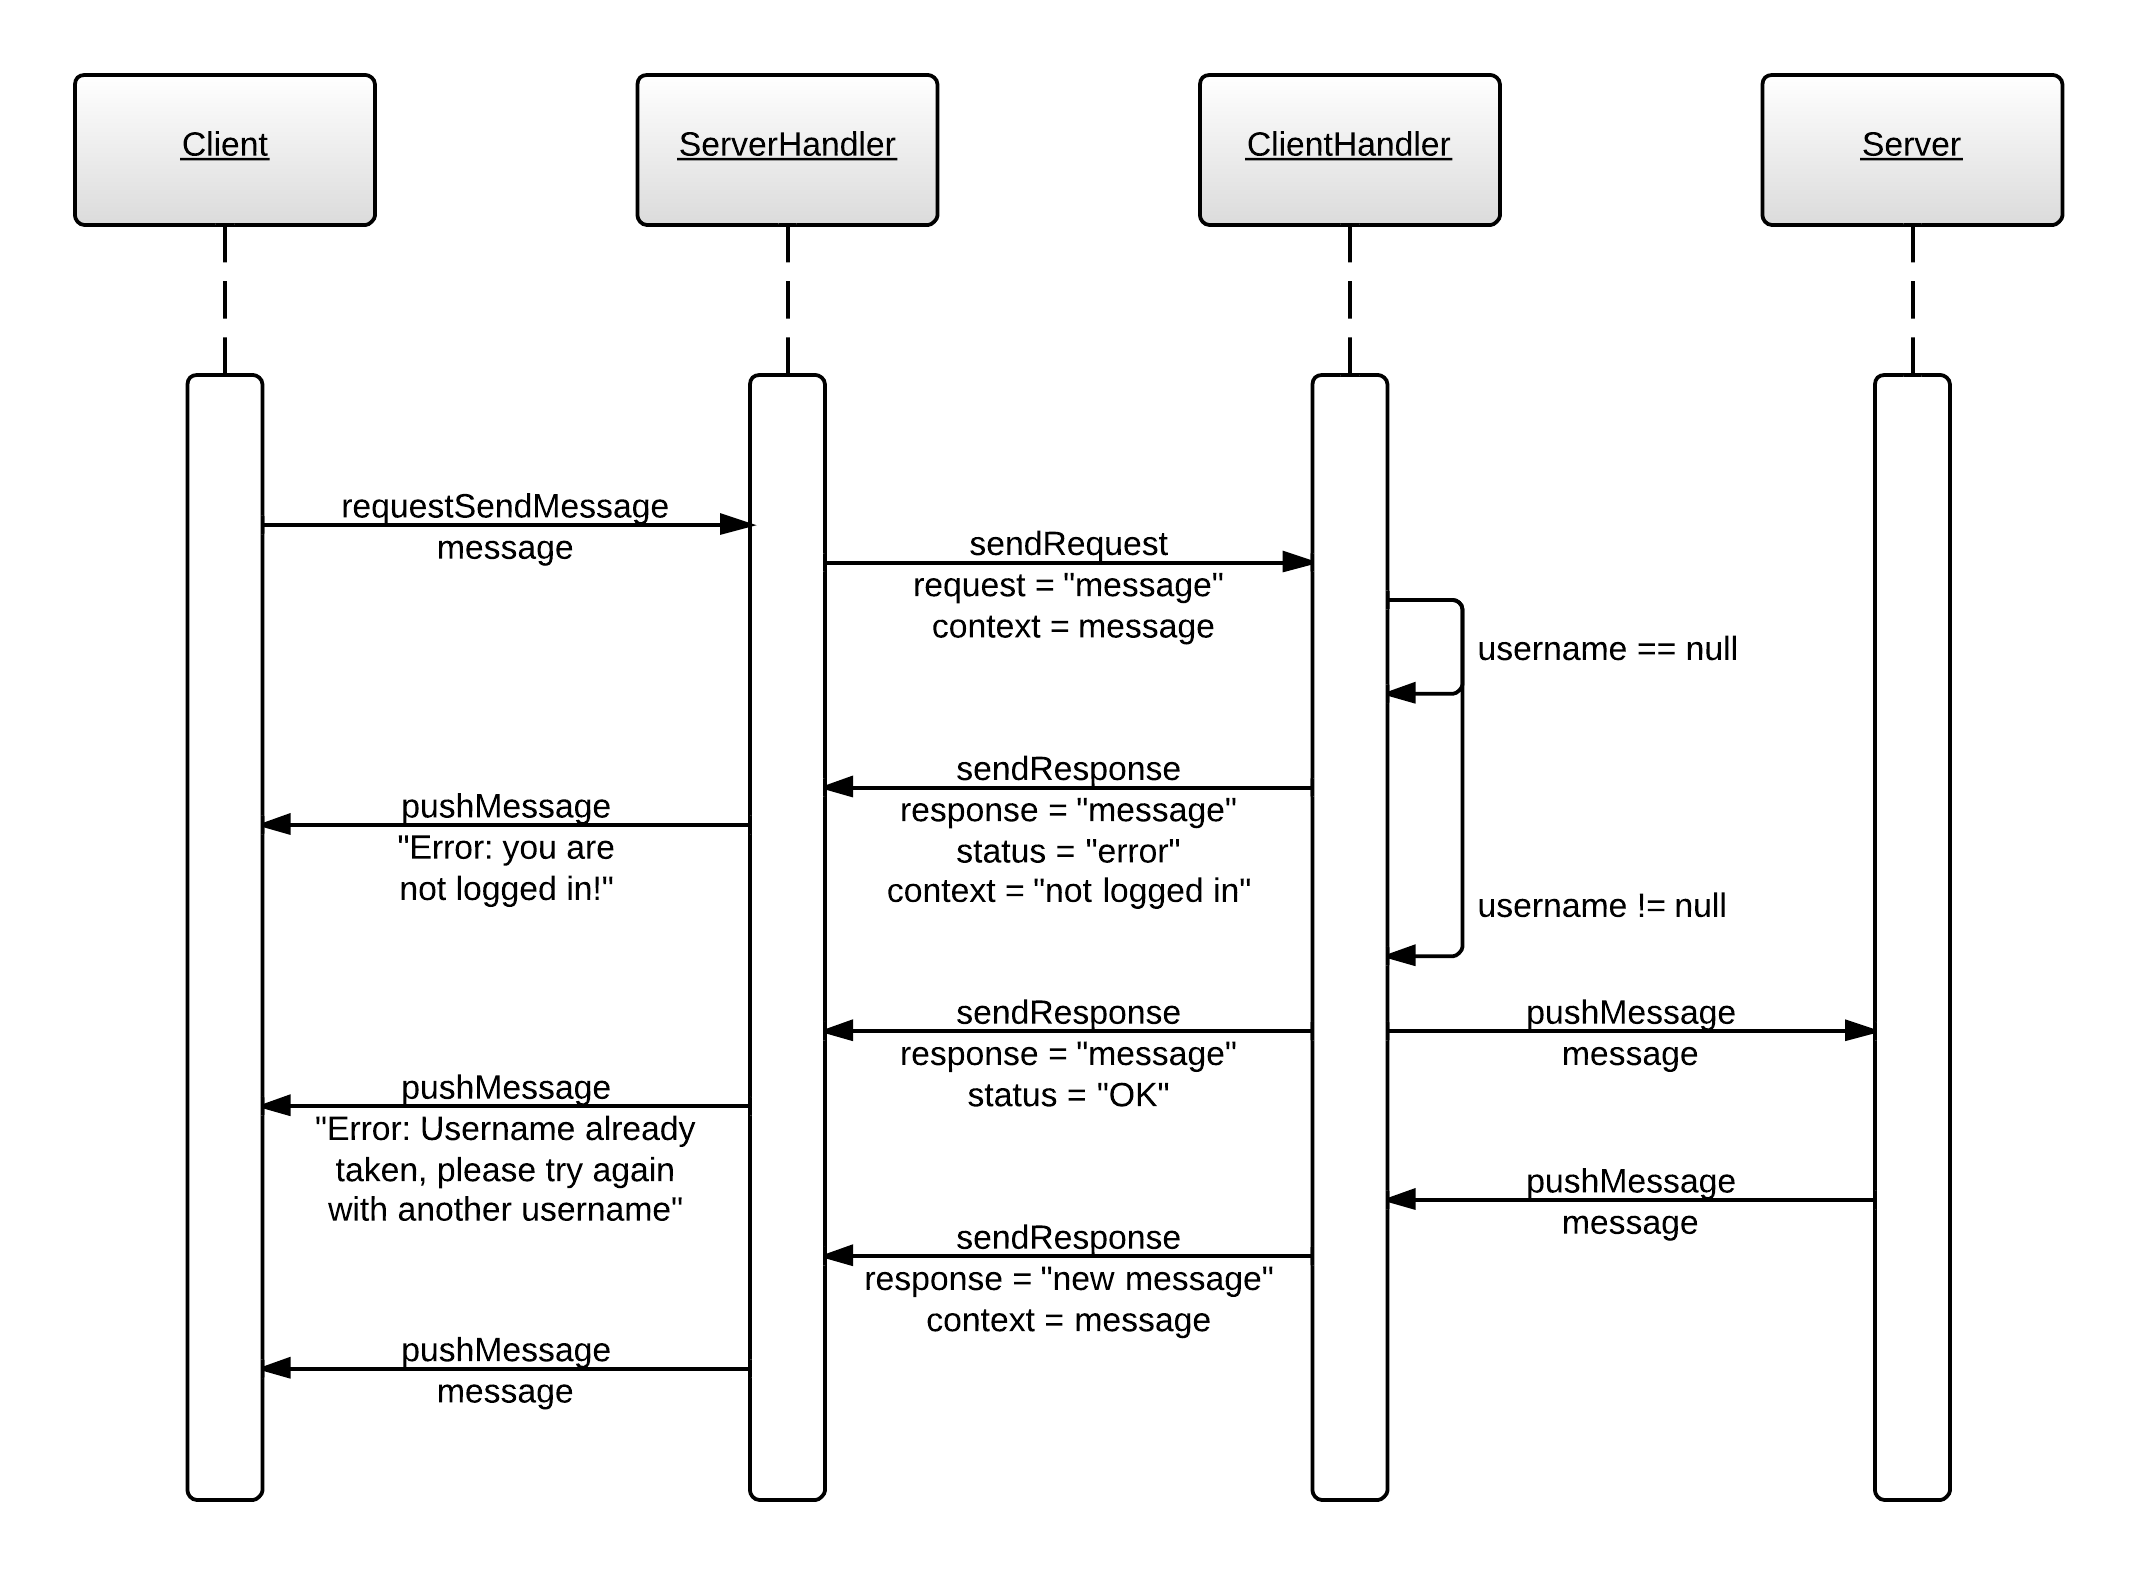 Client
ServerHandler
ClientHandler
Server
requestSendMessage
message
sendRequest
request = "message"
context = message
username == null
sendResponse
response = "message"
status = "error"
context = "not logged in"
pushMessage
"Error: you are
not logged in!"
username != null
sendResponse
response = "message"
status = "OK"
pushMessage
message
pushMessage
"Error: Username already
taken, please try again
with another username"
pushMessage
message
sendResponse
response = "new message"
context = message
pushMessage
message